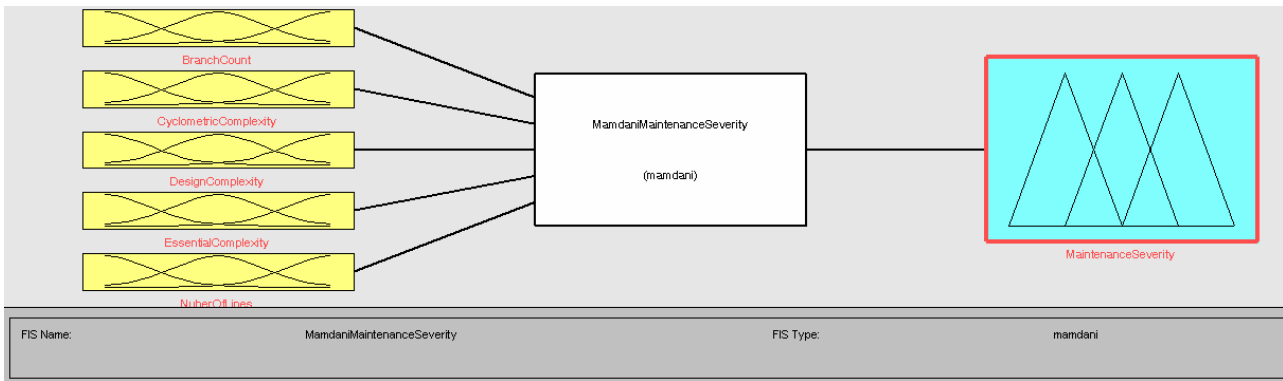 BranchCount
CyclometricComplexity
DesignComplexity
EssentialComplexity
NuberOfLines
MamdaniMaintenanceSeverity
(mamdani)
MaintenanceSeverity
FIS Name: MamdaniMaintenanceSeverity FIS Type: mamdani